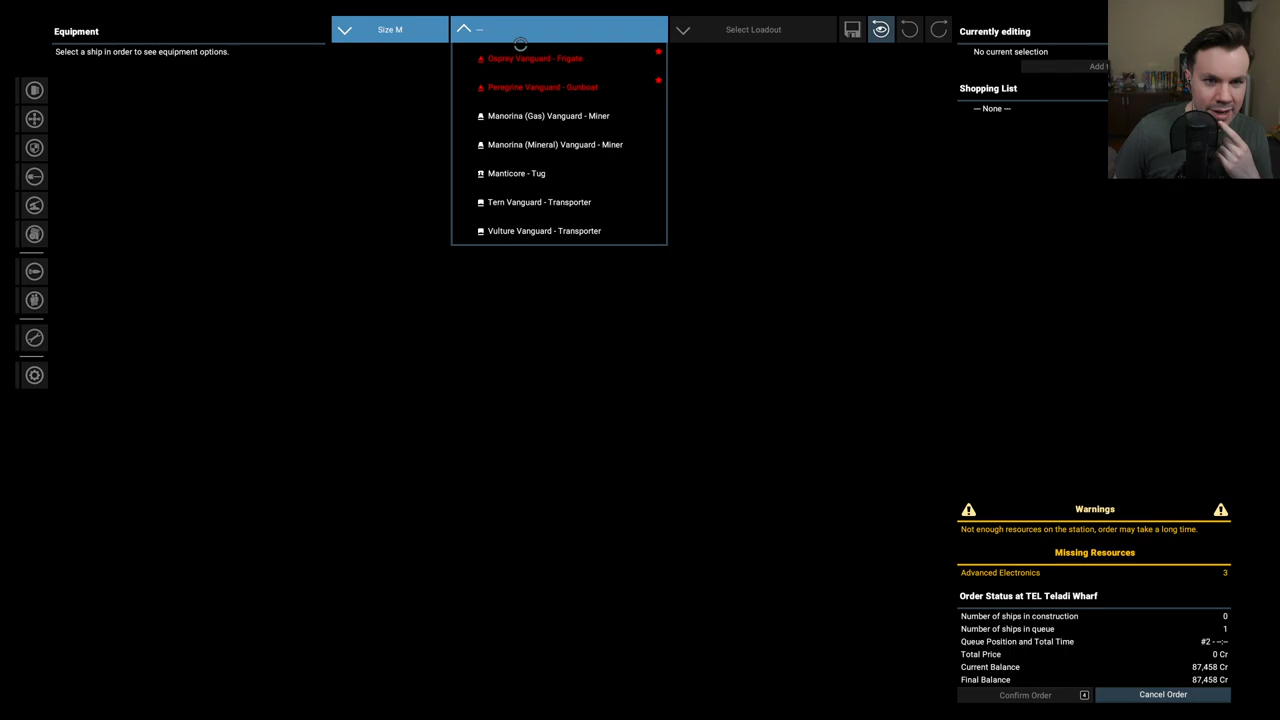 Equipment
Select a ship in order to see equipment options.
Size M
—
Select Loadout
Osprey Vanguard - Frigate
Peregrine Vanguard - Gunboat
Manorina (Gas) Vanguard - Miner
Manorina (Mineral) Vanguard - Miner
Manticore - Tug
Tern Vanguard - Transporter
Vulture Vanguard - Transporter
Currently editing
No current selection
Add
Shopping List
--- None ---
Warnings
Not enough resources on the station, order may take a long time.
Missing Resources
Advanced Electronics 3
Order Status at TEL Teladi Wharf
Number of ships in construction 0
Number of ships in queue 1
Queue Position and Total Time #2 - --:--
Total Price 0 Cr
Current Balance 87,458 Cr
Final Balance 87,458 Cr
Confirm Order 4
Cancel Order